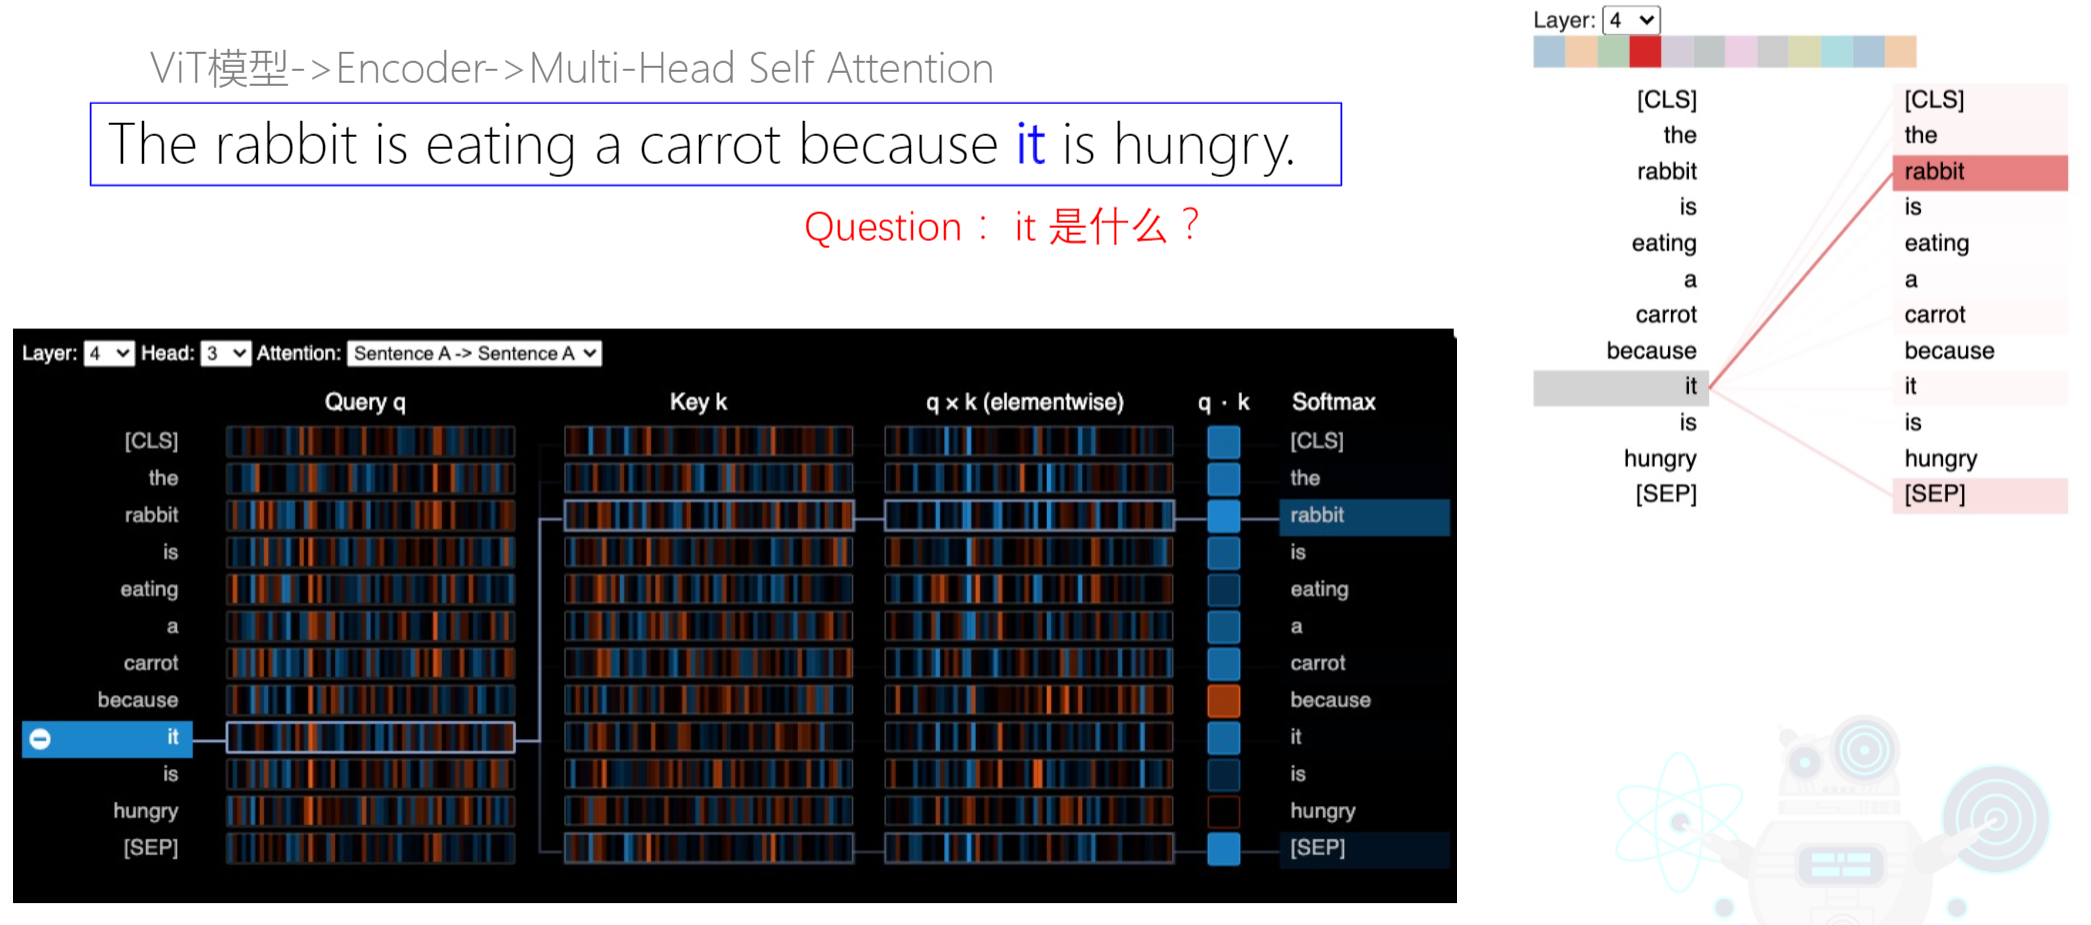 ViT模型->Encoder->Multi-Head Self Attention
The rabbit is eating a carrot because it is hungry.
Question： it 是什么？
Layer: 4 Head: 3 Attention: Sentence A -> Sentence A
Query q Key k q × k (elementwise) q · k Softmax
[CLS] [CLS]
the the
rabbit rabbit
is is
eating eating
a a
carrot carrot
because because
it it
is is
hungry hungry
[SEP] [SEP]
Layer: 4
[CLS] [CLS]
the the
rabbit rabbit
is is
eating eating
a a
carrot carrot
because because
it it
is is
hungry hungry
[SEP] [SEP]